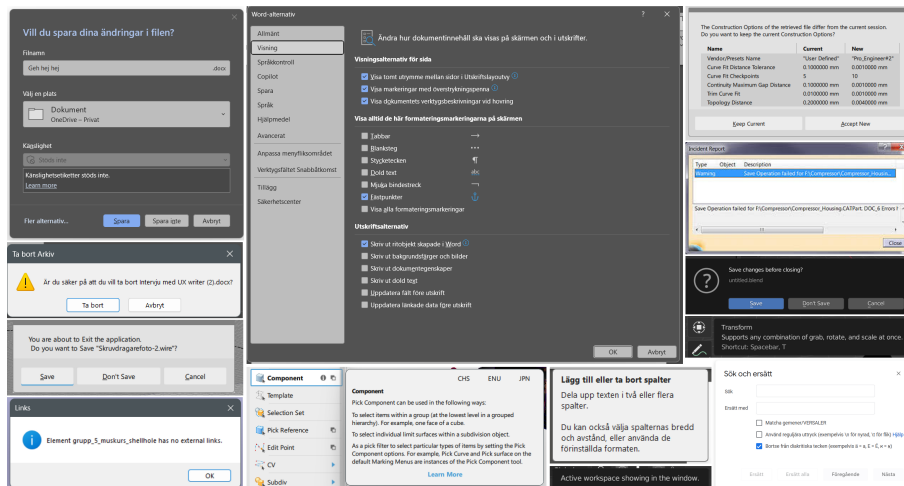 Vill du spara dina ändringar i filen?
Filnamn
Geh hej hej
.docx
Välj en plats
Dokument
OneDrive – Privat
Känslighet
Stöds inte
Känslighetsetiketter stöds inte.
Learn more
Fler alternativ...
Spara
Spara inte
Avbryt
Ta bort Arkiv
Är du säker på att du vill ta bort Intervju med UX writer (2).docx?
Ta bort
Avbryt
You are about to Exit the application.
Do you want to Save "Skruvdragarefoto-2.wire"?
Save
Don't Save
Cancel
Links
Element grupp_5_muskurs_shellhole has no external links.
OK
Word-alternativ
Allmänt
Visning
Språkkontroll
Copilot
Spara
Språk
Hjälpmedel
Avancerat
Anpassa menyfliksområdet
Verktygsfältet Snabbåtkomst
Tillägg
Säkerhetscenter
Ändra hur dokumentinnehåll ska visas på skärmen och i utskrifter.
Visningsalternativ för sida
Visa tomt utrymme mellan sidor i Utskriftslayoutvy
Visa markeringar med överstrykningspenna
Visa dokumentets verktygsbeskrivningar vid hovring
Visa alltid de här formateringsmarkeringarna på skärmen
Tabbar
Blanksteg
Stycketecken
Dold text
abc
Mjuka bindestreck
Fästpunkter
Visa alla formateringsmarkeringar
Utskriftsalternativ
Skriv ut ritobjekt skapade i Word
Skriv ut bakgrundsfärger och bilder
Skriv ut dokumentegenskaper
Skriv ut dold text
Uppdatera fält före utskrift
Uppdatera länkade data före utskrift
OK
Avbryt
Component
Template
Selection Set
Pick Reference
Edit Point
CV
Subdiv
CHS ENU JPN
Component
Pick Component can be used in the following ways:
To select items within a group (at the lowest level in a grouped
hierarchy). For example, one face of a cube.
To select individual limit surfaces within a subdivision object.
As a pick filter to select particular types of items by setting the Pick
Component options. For example, Pick Curve and Pick surface on the
default Marking Menus are instances of the Pick Component tool.
Learn More
Lägg till eller ta bort spalter
Dela upp texten i två eller flera
spalter.
Du kan också välja spalternas bredd
och avstånd, eller använda de
förinställda formaten.
Active workspace showing in the window.
The Construction Options of the retrieved file differ from the current session.
Do you want to keep the current Construction Options?
Name Current New
Vendor/Presets Name "User Defined" "Pro_Engineer#2"
Curve Fit Distance Tolerance 0.1000000 mm 0.0010000 mm
Curve Fit Checkpoints 5 10
Continuity Maximum Gap Distance 0.1000000 mm 0.0010000 mm
Trim Curve Fit 0.0100000 mm 0.0010000 mm
Topology Distance 0.2000000 mm 0.0040000 mm
Keep Current
Accept New
Incident Report
Type Object Description
Warning Save Operation failed for F:\Compressor\Compressor_Housin...
Save Operation failed for F:\Compressor\Compressor_Housing.CATPart. DOC_6 Errors f
Close
Save changes before closing?
untitled.blend
Save
Don't Save
Cancel
Transform
Supports any combination of grab, rotate, and scale at once.
Shortcut: Spacebar, T
Sök och ersätt
Sök
Ersätt med
Matcha gemener/VERSALER
Använd reguljära uttryck (exempelvis \n för nyrad, \t för flik) Hjälp
Bortse från diakritiska tecken (exempelvis
Ersätt
Ersätt alla
Föregående
Nästa